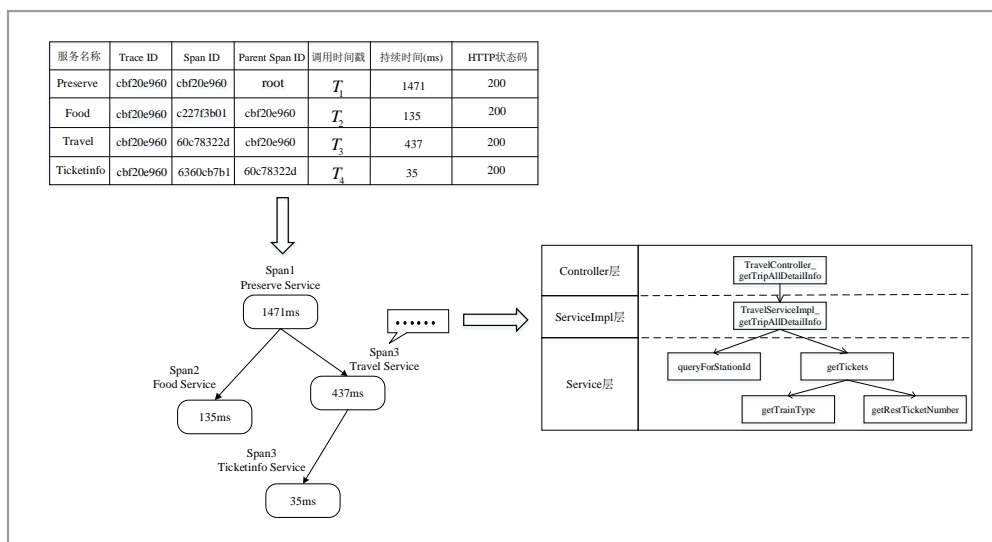 服务名称 Trace ID Span ID Parent Span ID 调用时间戳 持续时间(ms) HTTP状态码
Preserve cbf20e960 cbf20e960 root T1 1471 200
Food cbf20e960 c227f3b01 cbf20e960 T2 135 200
Travel cbf20e960 60c78322d cbf20e960 T3 437 200
Ticketinfo cbf20e960 6360cb7b1 60c78322d T4 35 200
Span1
Preserve Service
1471ms
Span2
Food Service
135ms
......
Span3
Travel Service
437ms
Span3
Ticketinfo Service
35ms
Controller层
TravelController_
getTripAllDetailInfo
ServiceImpl层
TravelServiceImpl_
getTripAllDetailInfo
Service层
queryForStationId
getTickets
getTrainType
getRestTicketNumber